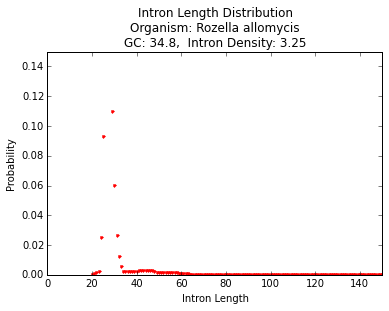 Intron Length Distribution
Organism: Rozella allomycis
GC: 34.8,  Intron Density: 3.25
0.14
0.12
0.10
0.08
0.06
0.04
0.02
0.00
Probability
0 20 40 60 80 100 120 140
Intron Length